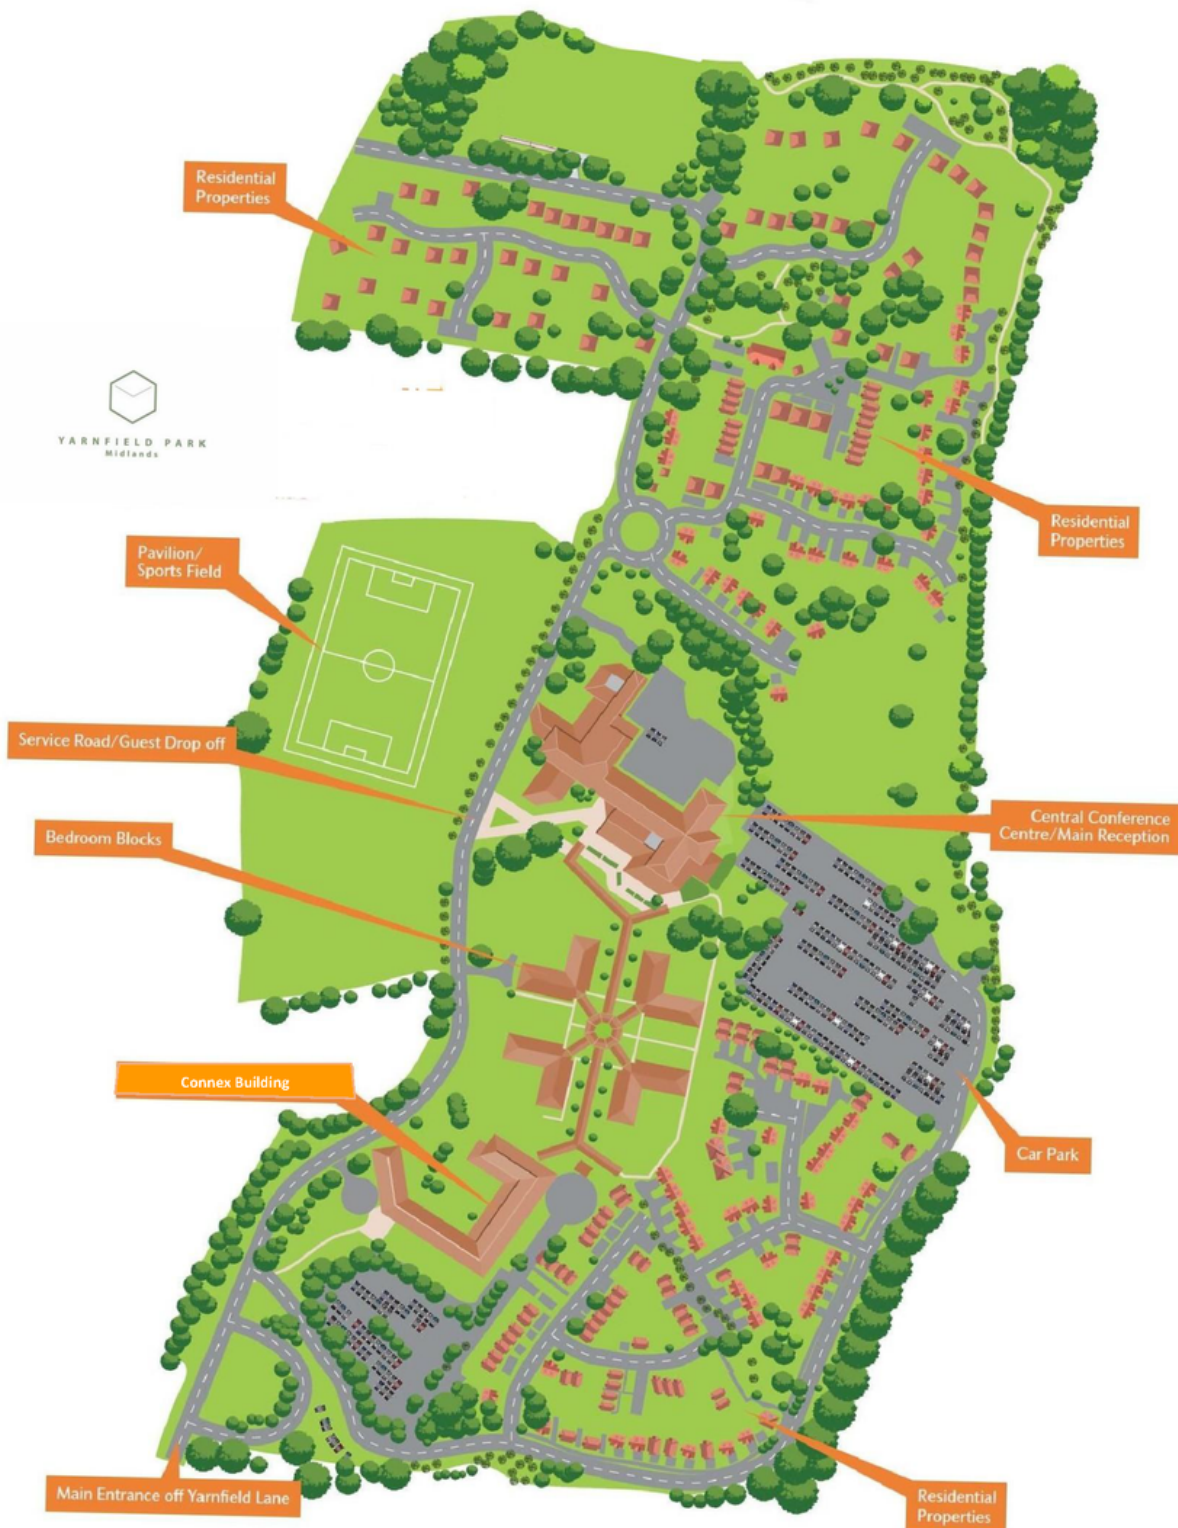 Residential
Properties
YARNFIELD PARK
Midlands
Residential
Properties
Pavilion/
Sports Field
Service Road/Guest Drop off
Central Conference
Centre/Main Reception
Bedroom Blocks
Connex Building
Car Park
Main Entrance off Yarnfield Lane
Residential
Properties